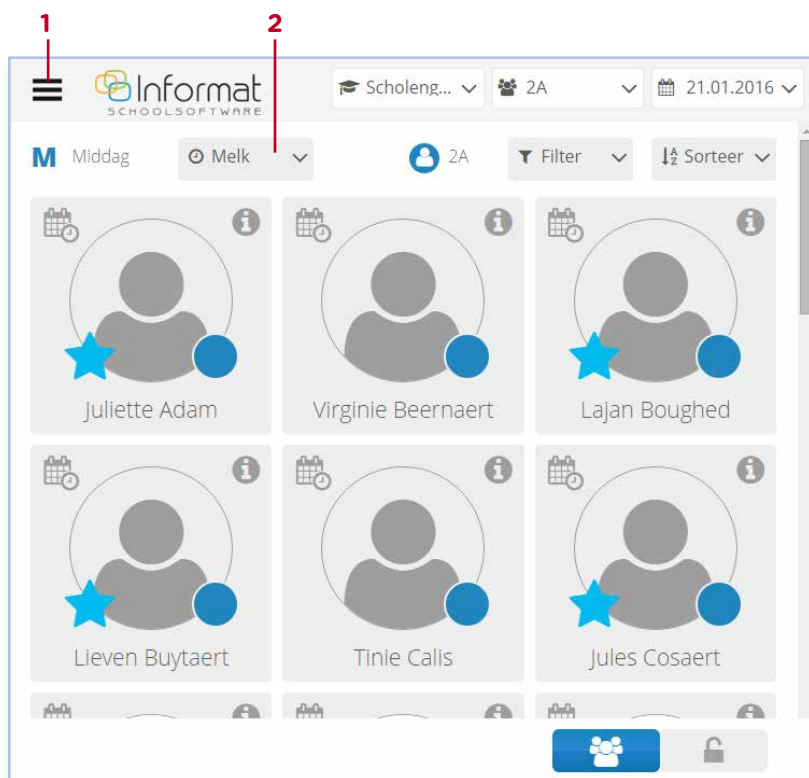 1 2
Informat
SCHOOLSOFTWARE
Scholeng... 2A 21.01.2016
M Middag Melk 2A Filter Sorteer
Juliette Adam Virginie Beernaert Lajan Boughed
Lieven Buytaert Tinie Calis Jules Cosaert